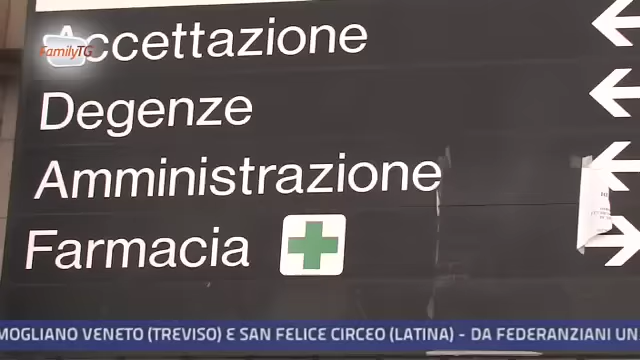 FamilyTG
Accettazione
Degenze
Amministrazione
Farmacia
MOGLIANO VENETO (TREVISO) E SAN FELICE CIRCEO (LATINA) - DA FEDERANZIANI UN